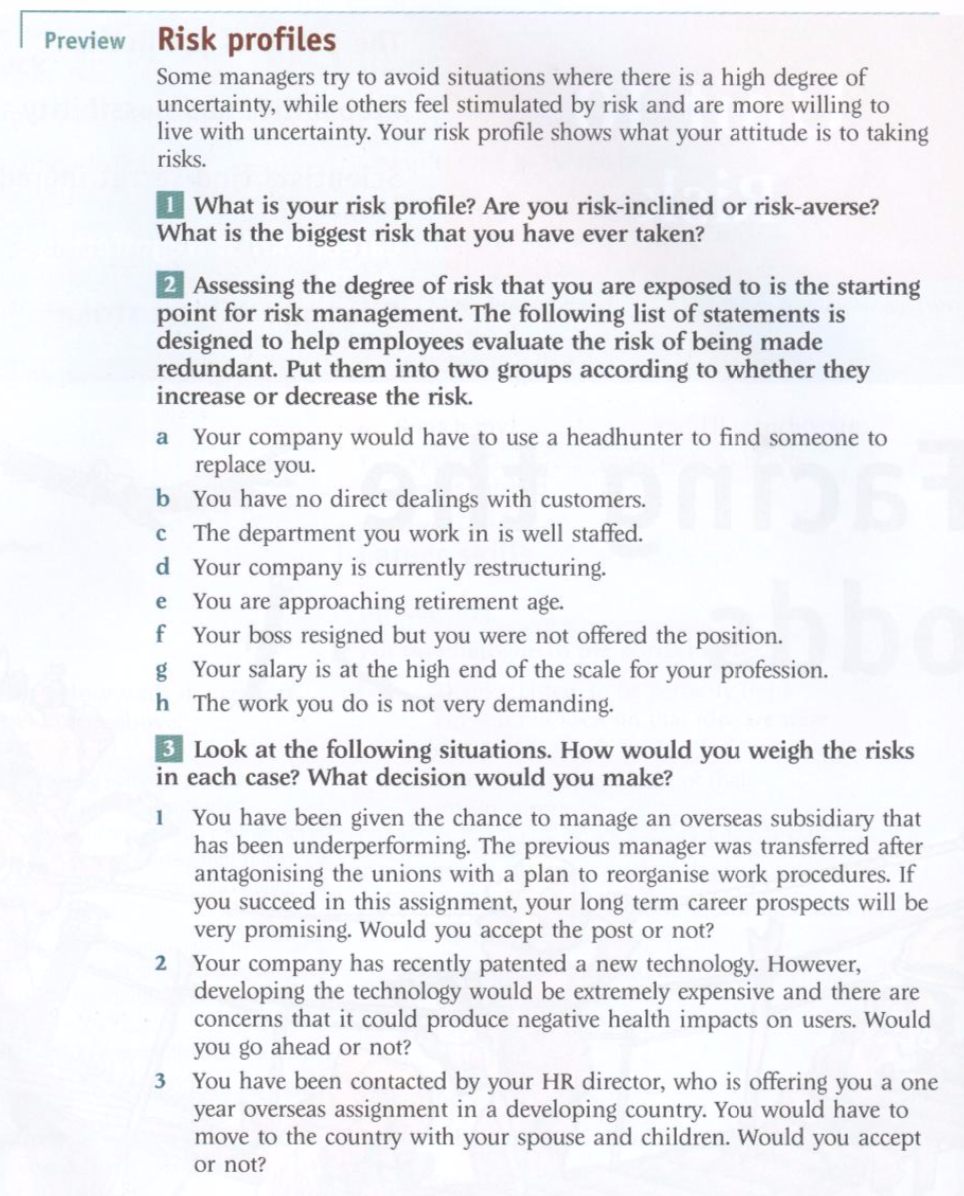 Preview Risk profiles
Some managers try to avoid situations where there is a high degree of
uncertainty, while others feel stimulated by risk and are more willing to
live with uncertainty. Your risk profile shows what your attitude is to taking
risks.
1 What is your risk profile? Are you risk-inclined or risk-averse?
What is the biggest risk that you have ever taken?
2 Assessing the degree of risk that you are exposed to is the starting
point for risk management. The following list of statements is
designed to help employees evaluate the risk of being made
redundant. Put them into two groups according to whether they
increase or decrease the risk.
a Your company would have to use a headhunter to find someone to
replace you.
b You have no direct dealings with customers.
c The department you work in is well staffed.
d Your company is currently restructuring.
e You are approaching retirement age.
f Your boss resigned but you were not offered the position.
g Your salary is at the high end of the scale for your profession.
h The work you do is not very demanding.
3 Look at the following situations. How would you weigh the risks
in each case? What decision would you make?
1 You have been given the chance to manage an overseas subsidiary that
has been underperforming. The previous manager was transferred after
antagonising the unions with a plan to reorganise work procedures. If
you succeed in this assignment, your long term career prospects will be
very promising. Would you accept the post or not?
2 Your company has recently patented a new technology. However,
developing the technology would be extremely expensive and there are
concerns that it could produce negative health impacts on users. Would
you go ahead or not?
3 You have been contacted by your HR director, who is offering you a one
year overseas assignment in a developing country. You would have to
move to the country with your spouse and children. Would you accept
or not?